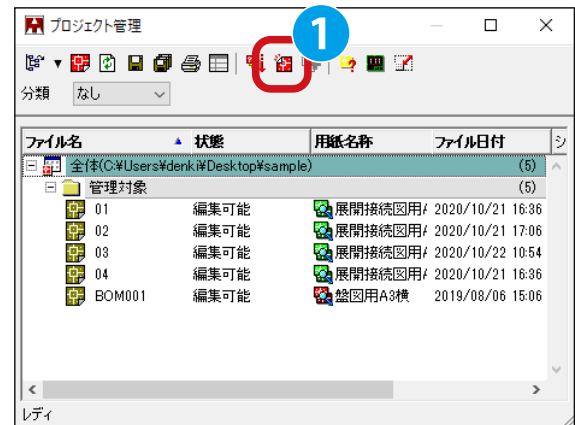 プロジェクト管理
1
分類 なし
ファイル名 状態 用紙名称 ファイル日付 シ
全体(C:¥Users¥denki¥Desktop¥sample) (5)
管理対象 (5)
01 編集可能 展開接続図用A 2020/10/21 16:36
02 編集可能 展開接続図用A 2020/10/21 17:06
03 編集可能 展開接続図用A 2020/10/22 10:54
04 編集可能 展開接続図用A 2020/10/21 16:36
BOM001 編集可能 盤図用A3横 2019/08/06 15:06
レディ